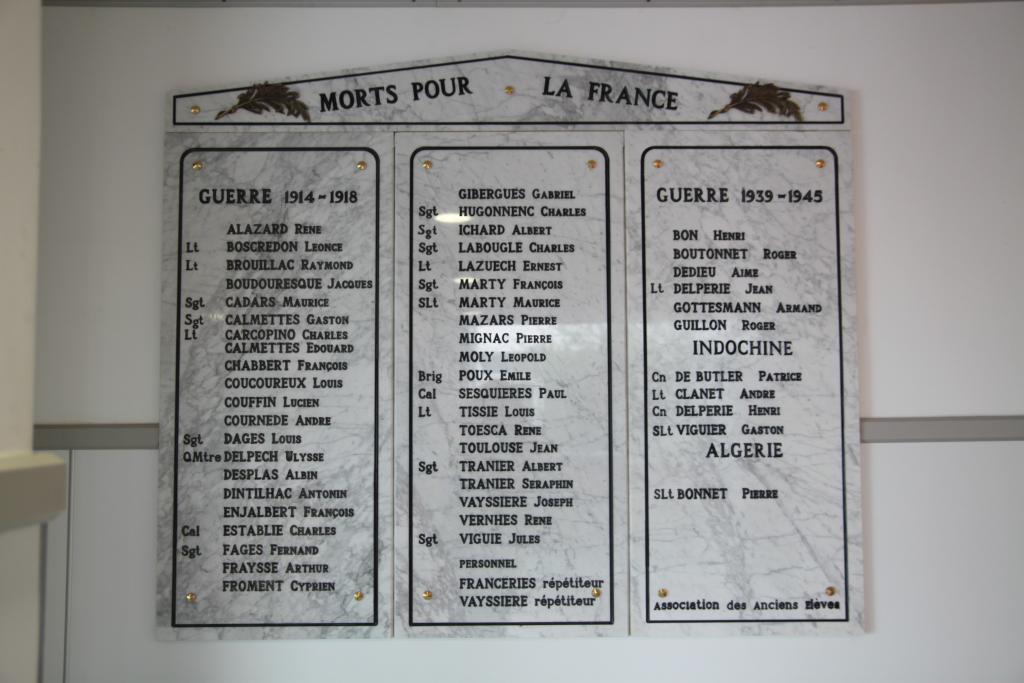 MORTS POUR LA FRANCE
GUERRE 1914-1918
ALAZARD RENE
Lt BOSCREDON LEONCE
Lt BROUILLAC RAYMOND
BOUDOURESQUE JACQUES
Sgt CADARS MAURICE
Sgt CALMETTES GASTON
Lt CARCOPINO CHARLES
CALMETTES EDOUARD
CHABBERT FRANÇOIS
COUCOUREUX LOUIS
COUFFIN LUCIEN
COURNEDE ANDRE
Sgt DAGES LOUIS
QMtre DELPECH ULYSSE
DESPLAS ALBIN
DINTILHAC ANTONIN
ENJALBERT FRANÇOIS
Cal ESTABLIE CHARLES
Sgt FAGES FERNAND
FRAYSSE ARTHUR
FROMENT CYPRIEN
GIBERGUES GABRIEL
Sgt HUGONNENC CHARLES
Sgt ICHARD ALBERT
Sgt LABOUGLE CHARLES
Lt LAZUECH ERNEST
Sgt MARTY FRANÇOIS
SLt MARTY MAURICE
MAZARS PIERRE
MIGNAC PIERRE
MOLY LEOPOLD
Brig POUX EMILE
Cal SESQUIERES PAUL
Lt TISSIE LOUIS
TOESCA RENE
TOULOUSE JEAN
Sgt TRANIER ALBERT
TRANIER SERAPHIN
VAYSSIERE JOSEPH
VERNHES RENE
Sgt VIGUIE JULES
PERSONNEL
FRANCERIES répétiteur
VAYSSIERE répétiteur
GUERRE 1939-1945
BON HENRI
BOUTONNET ROGER
DEDIEU AIME
Lt DELPERIE JEAN
GOTTESMANN ARMAND
GUILLON ROGER
INDOCHINE
Cn DE BUTLER PATRICE
Lt CLANET ANDRE
Cn DELPERIE HENRI
SLt VIGUIER GASTON
ALGERIE
SLt BONNET PIERRE
Association des Anciens Elèves